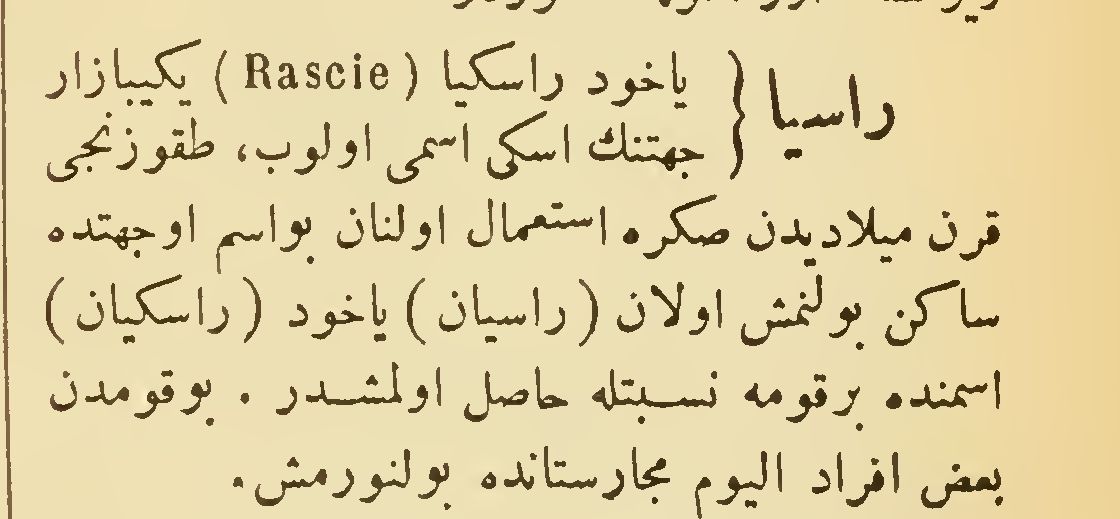 راسيا { ياخود راسكيا ( Rascie ) يكيبازار
جهتنك اسكى اسمى اولوب، طقوزنجى
قرن ميلاديدن صكره استعمال اولنان بواسم اوجهتده
ساكن بولنمش اولان (راسيان) ياخود (راسكيان)
اسمنده برقومه نسبتله حاصل اولمشدر . بوقومدن
بعض افراد اليوم مجارستانده بولنورمش.